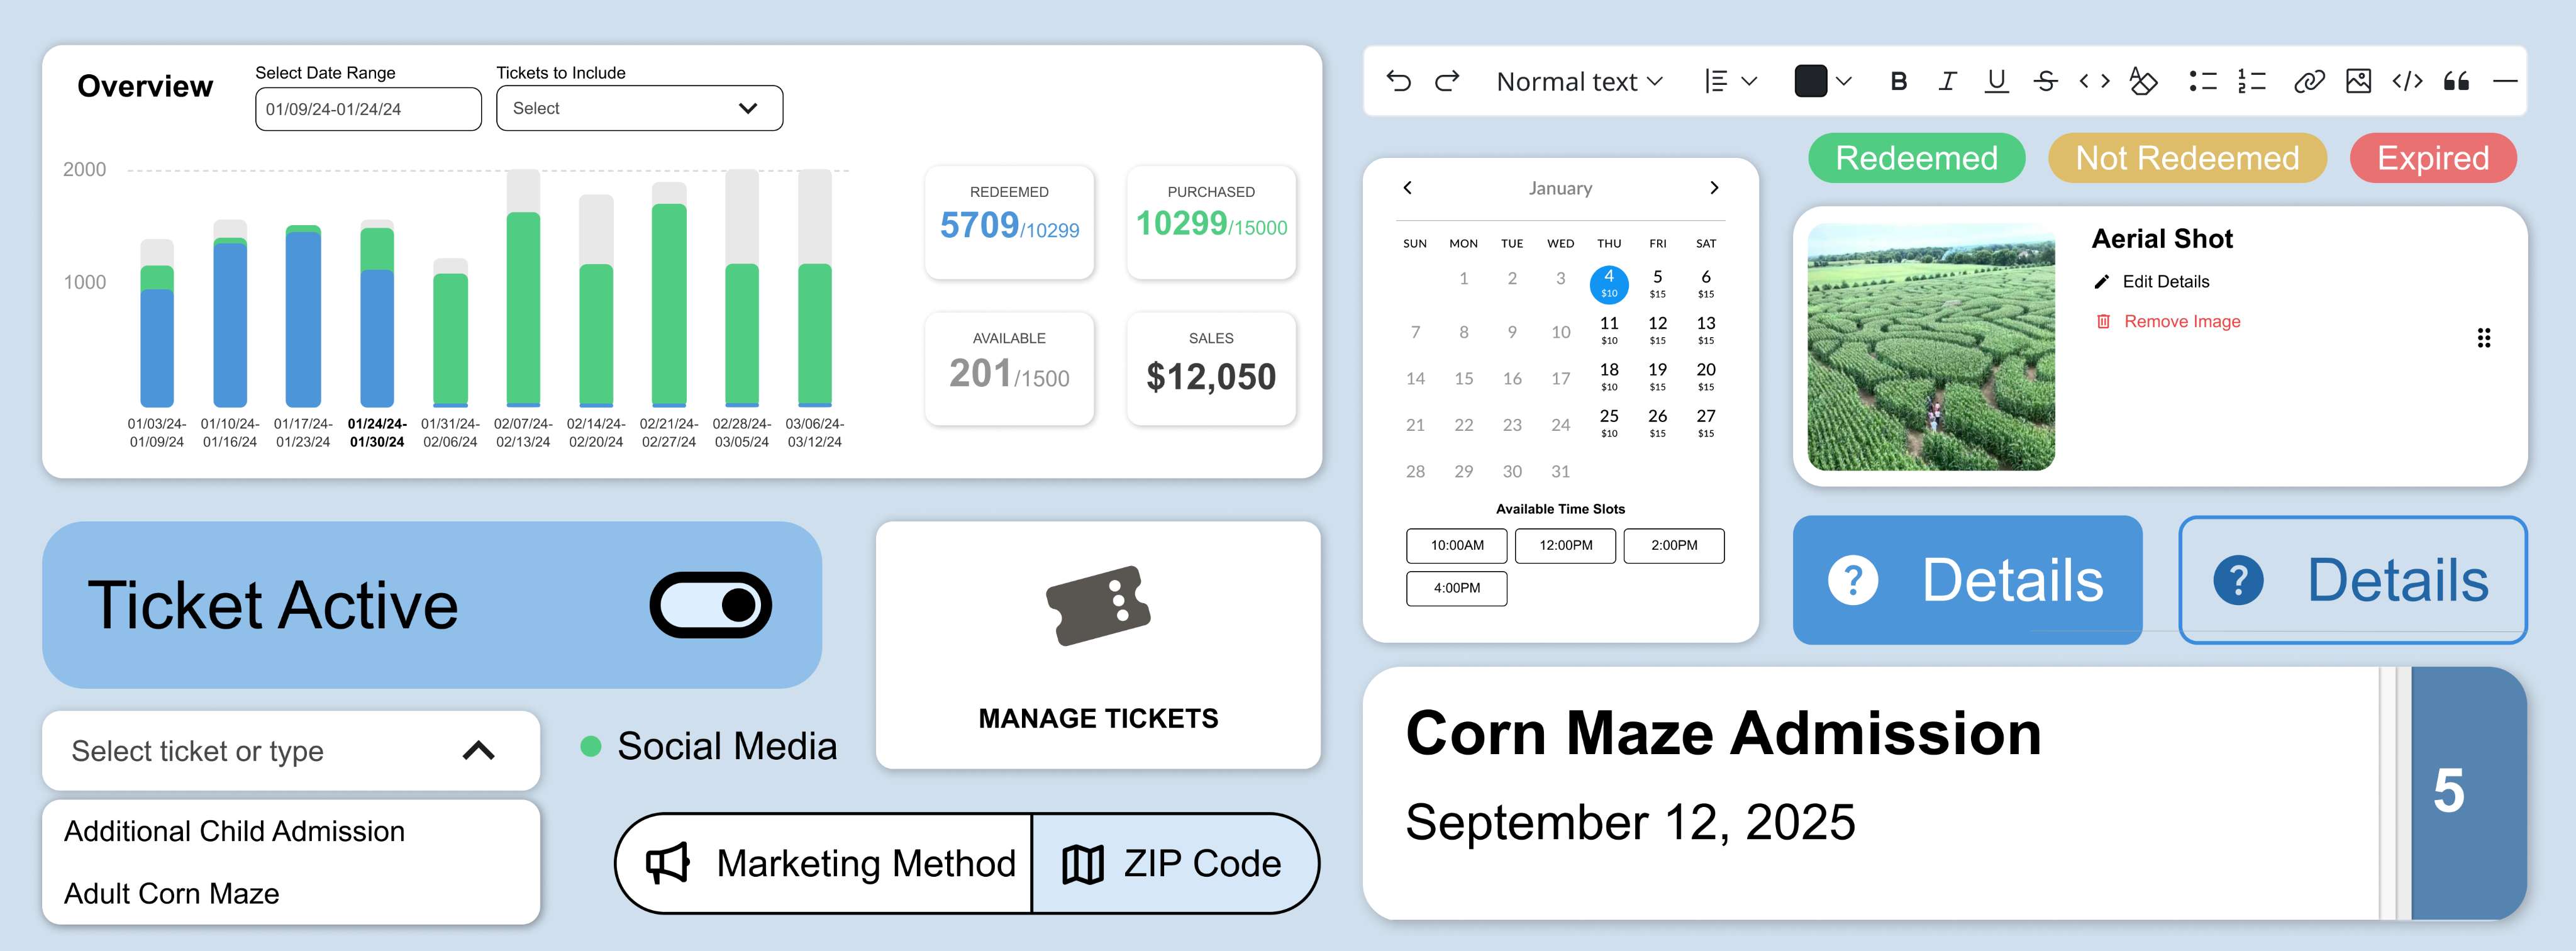 Overview
Select Date Range
01/09/24-01/24/24
Tickets to Include
Select
2000
1000
01/03/24-
01/09/24
01/10/24-
01/16/24
01/17/24-
01/23/24
01/24/24-
01/30/24
01/31/24-
02/06/24
02/07/24-
02/13/24
02/14/24-
02/20/24
02/21/24-
02/27/24
02/28/24-
03/05/24
03/06/24-
03/12/24
REDEEMED
5709/10299
PURCHASED
10299/15000
AVAILABLE
201/1500
SALES
$12,050
Ticket Active
Select ticket or type
Additional Child Admission
Adult Corn Maze
Social Media
MANAGE TICKETS
Marketing Method
ZIP Code
Normal text
B I U S
Redeemed
Not Redeemed
Expired
January
SUN MON TUE WED THU FRI SAT
1 2 3 4 5 6
$10 $15 $15
7 8 9 10 11 12 13
$10 $15 $15
14 15 16 17 18 19 20
$10 $15 $15
21 22 23 24 25 26 27
$10 $15 $15
28 29 30 31
Available Time Slots
10:00AM 12:00PM 2:00PM
4:00PM
Aerial Shot
Edit Details
Remove Image
? Details
? Details
Corn Maze Admission
September 12, 2025
5